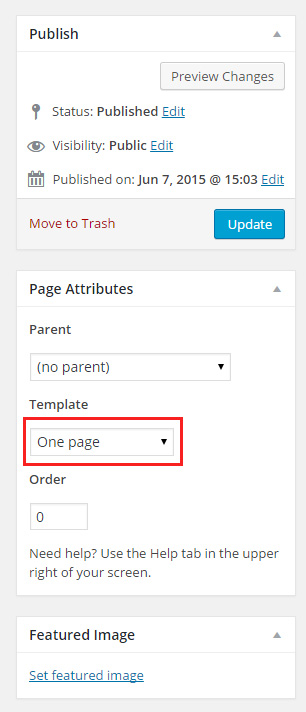 Publish
Preview Changes
Status: Published Edit
Visibility: Public Edit
Published on: Jun 7, 2015 @ 15:03 Edit
Move to Trash
Update
Page Attributes
Parent
(no parent)
Template
One page
Order
0
Need help? Use the Help tab in the upper
right of your screen.
Featured Image
Set featured image